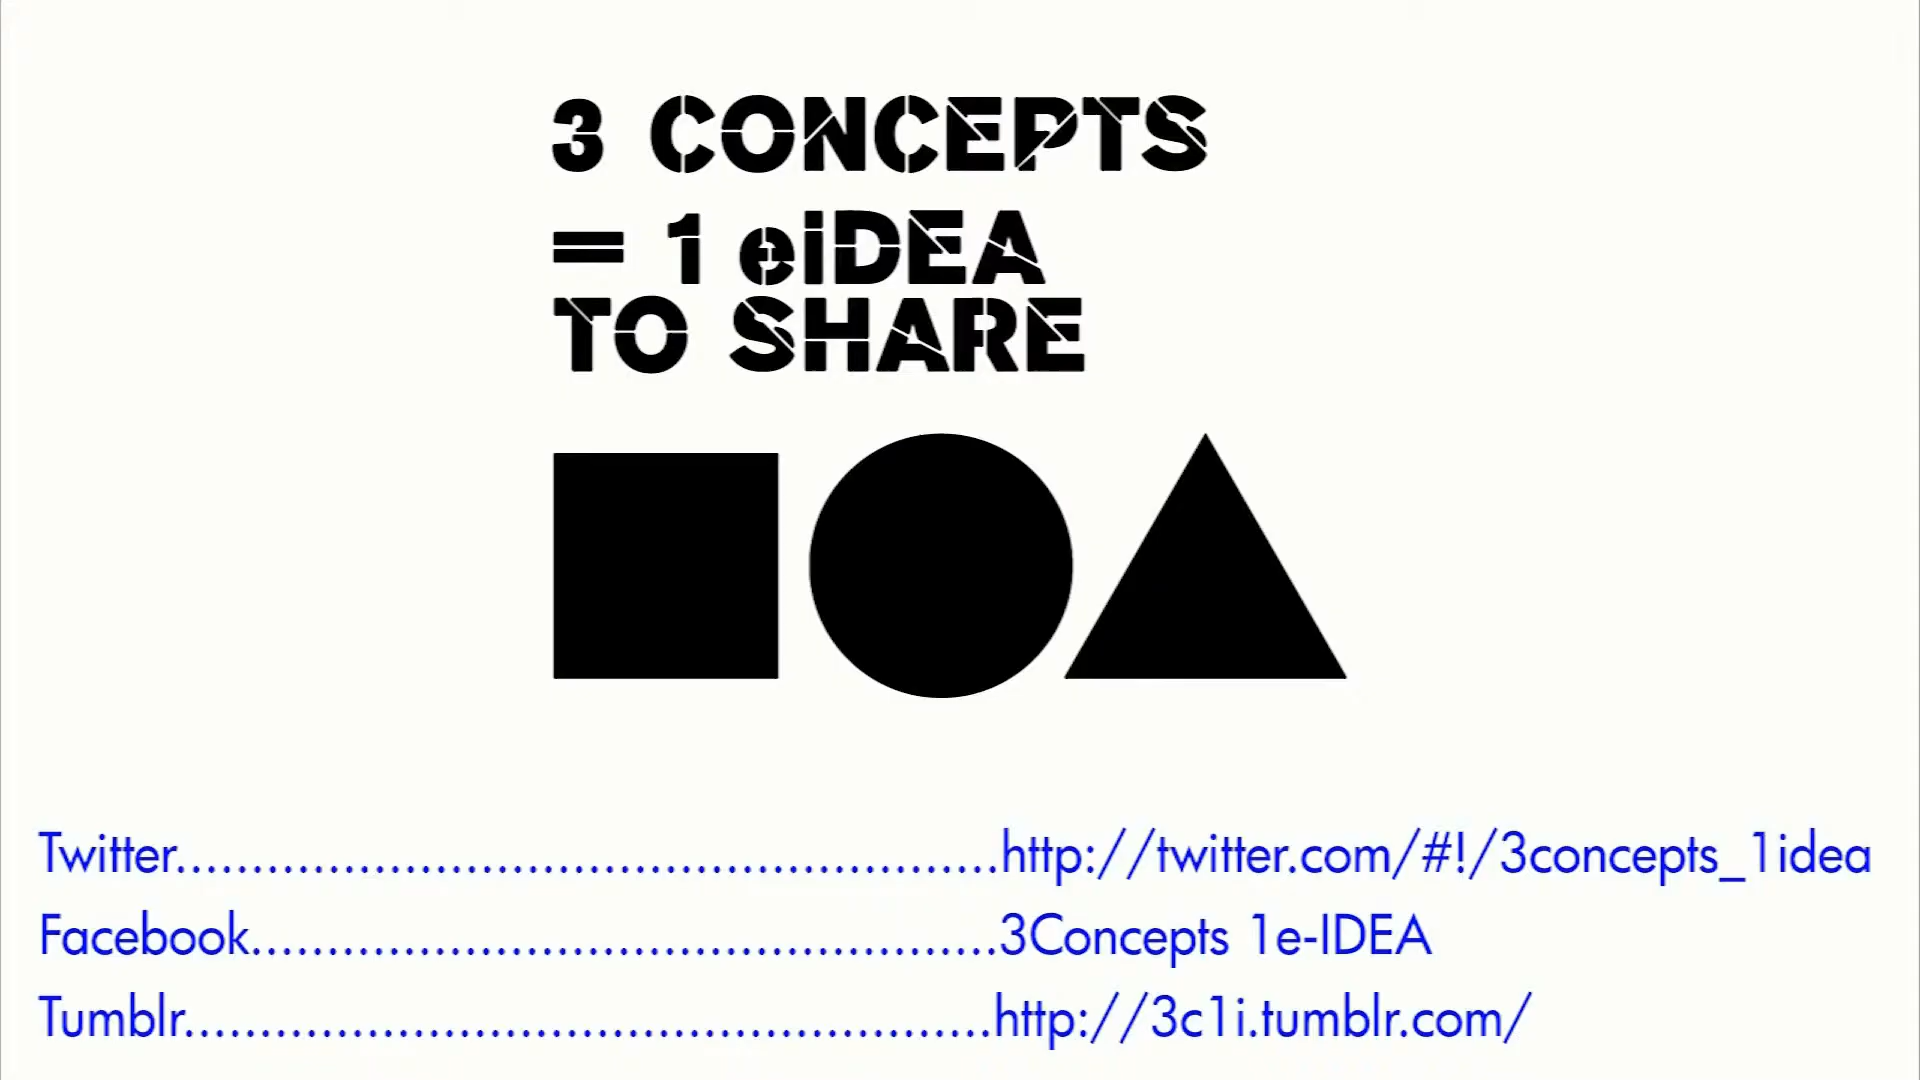 3 CONCEPTS
= 1 eiDEA
TO SHARE
Twitter......................................................http://twitter.com/#!/3concepts_1idea
Facebook.................................................3Concepts 1e-IDEA
Tumblr.....................................................http://3c1i.tumblr.com/